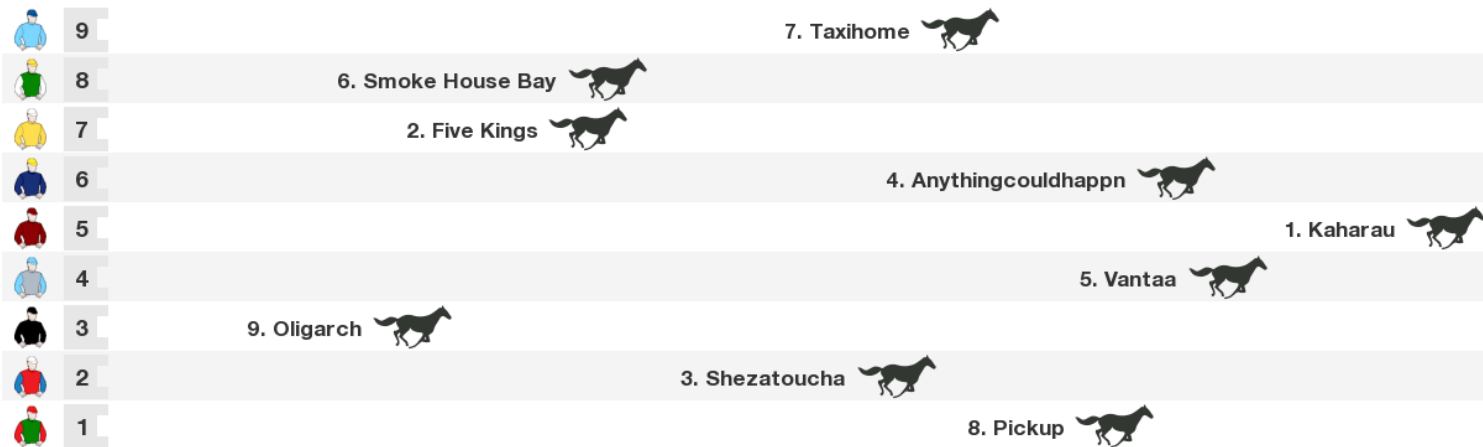 9 7. Taxihome
8 6. Smoke House Bay
7 2. Five Kings
6 4. Anythingcouldhappn
5 1. Kaharau
4 5. Vantaa
3 9. Oligarch
2 3. Shezatoucha
1 8. Pickup